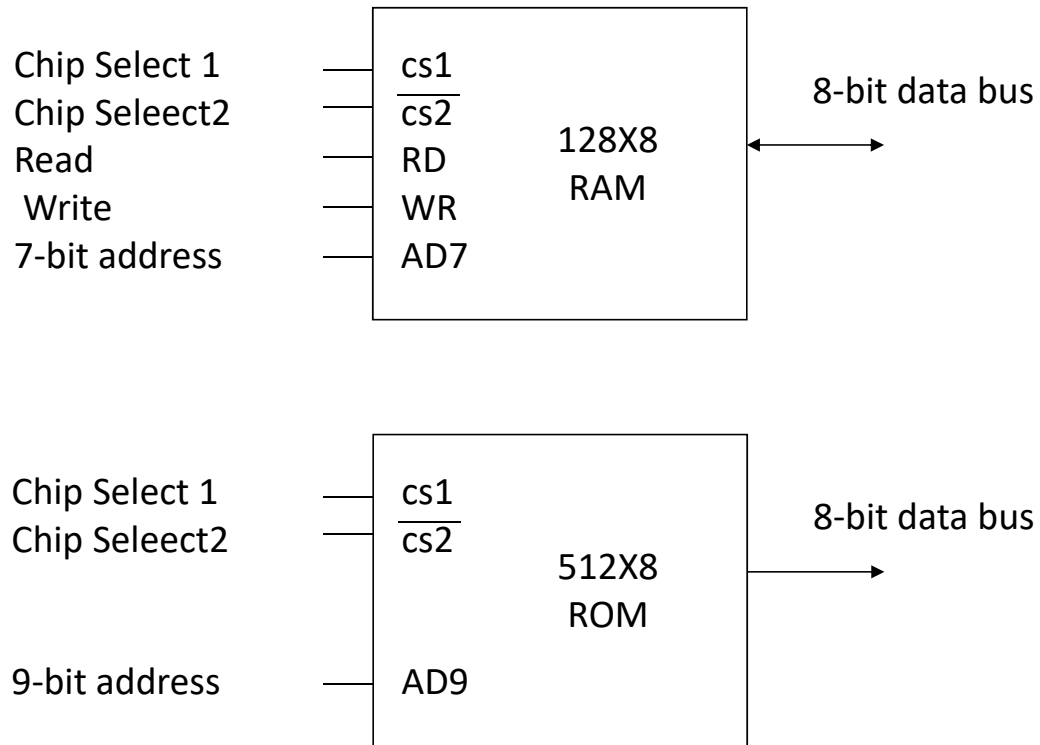 Chip Select 1
Chip Seleect2
Read
Write
7-bit address
cs1
cs2
RD
WR
AD7
128X8
RAM
8-bit data bus
Chip Select 1
Chip Seleect2
9-bit address
cs1
cs2
AD9
512X8
ROM
8-bit data bus